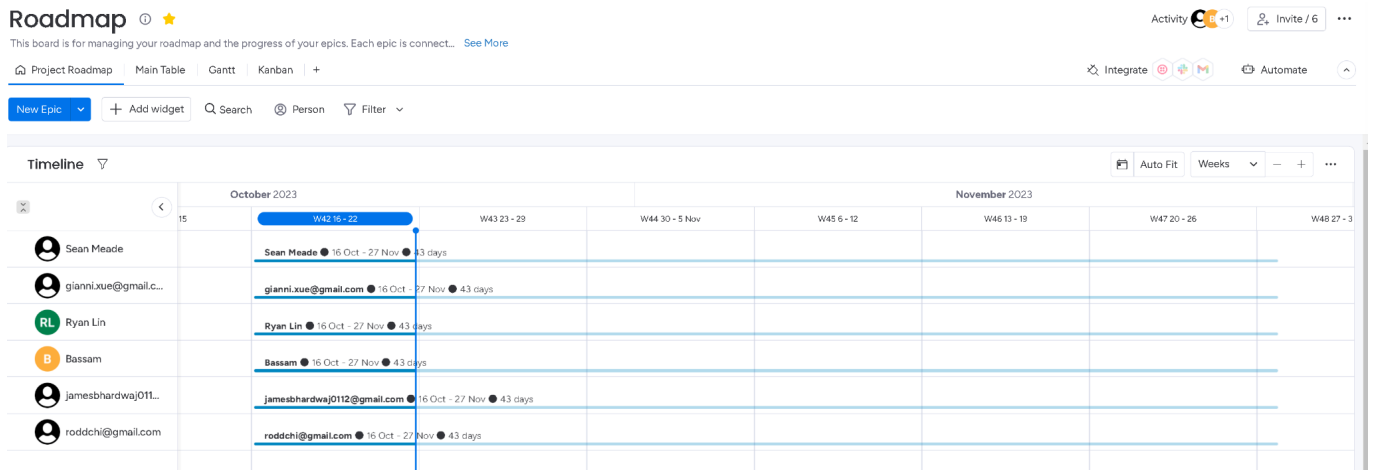 Roadmap
Activity B +1 Invite / 6
This board is for managing your roadmap and the progress of your epics. Each epic is connect... See More
Project Roadmap Main Table Gantt Kanban +
Integrate Automate
New Epic + Add widget Search Person Filter
Timeline Auto Fit Weeks − +
October 2023 November 2023
15 W42 16 - 22 W43 23 - 29 W44 30 - 5 Nov W45 6 - 12 W46 13 - 19 W47 20 - 26 W48 27 - 3
Sean Meade Sean Meade ● 16 Oct - 27 Nov ● 43 days
gianni.xue@gmail.c... gianni.xue@gmail.com ● 16 Oct - 27 Nov ● 43 days
RL Ryan Lin Ryan Lin ● 16 Oct - 27 Nov ● 43 days
B Bassam Bassam ● 16 Oct - 27 Nov ● 43 days
jamesbhardwaj011... jamesbhardwaj0112@gmail.com ● 16 Oct - 27 Nov ● 43 days
roddchi@gmail.com roddchi@gmail.com ● 16 Oct - 27 Nov ● 43 days